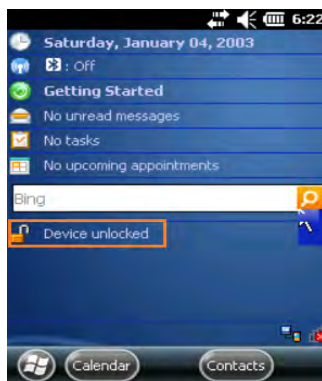 6:22
Saturday, January 04, 2003
: Off
Getting Started
No unread messages
No tasks
No upcoming appointments
Bing
Device unlocked
Calendar
Contacts